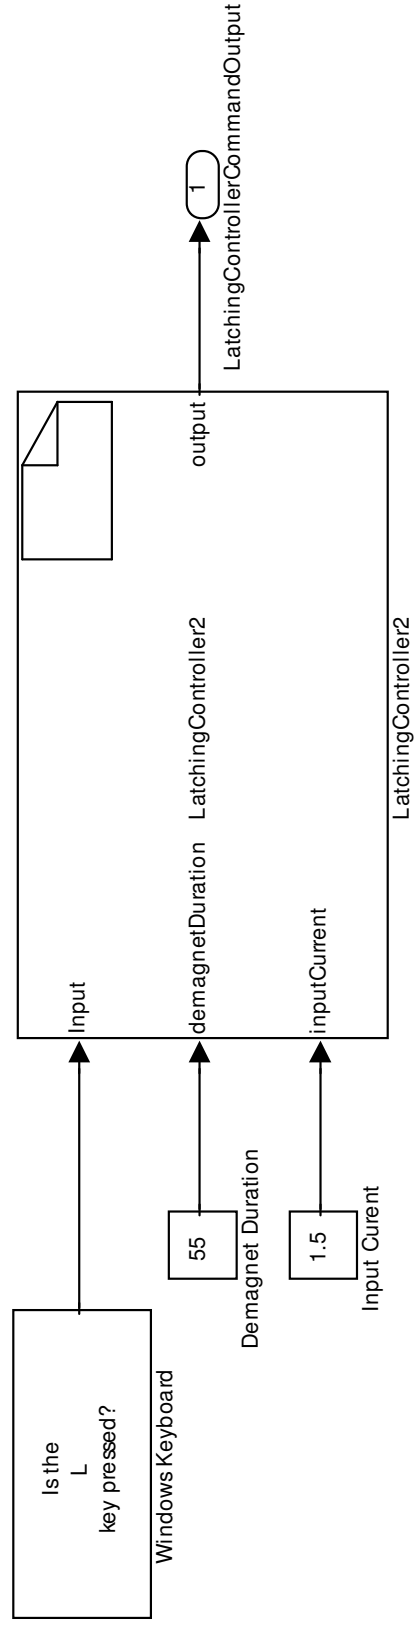 Is the
L
key pressed?
Windows Keyboard
55
Demagnet Duration
1.5
Input Curent
Input
demagnetDuration
inputCurrent
LatchingController2
output
LatchingController2
1
LatchingControllerCommandOutput